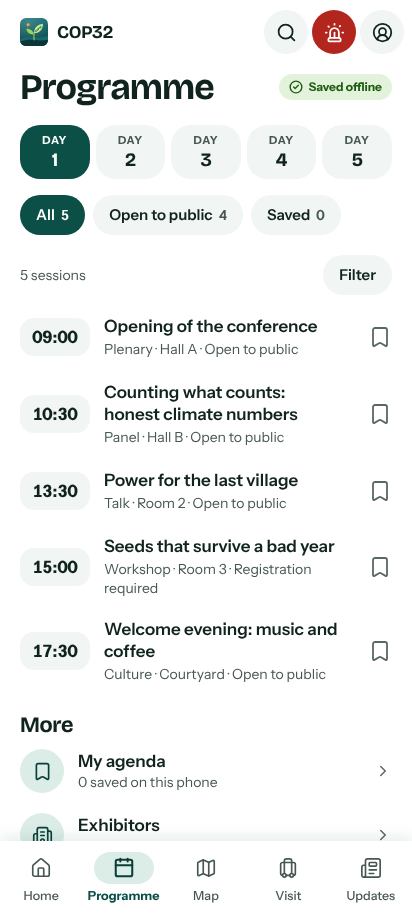 COP32
Programme
Saved offline
DAY
1
DAY
2
DAY
3
DAY
4
DAY
5
All 5
Open to public 4
Saved 0
5 sessions
Filter
09:00
Opening of the conference
Plenary · Hall A · Open to public
10:30
Counting what counts:
honest climate numbers
Panel · Hall B · Open to public
13:30
Power for the last village
Talk · Room 2 · Open to public
15:00
Seeds that survive a bad year
Workshop · Room 3 · Registration
required
17:30
Welcome evening: music and
coffee
Culture · Courtyard · Open to public
More
My agenda
0 saved on this phone
Exhibitors
Home
Programme
Map
Visit
Updates